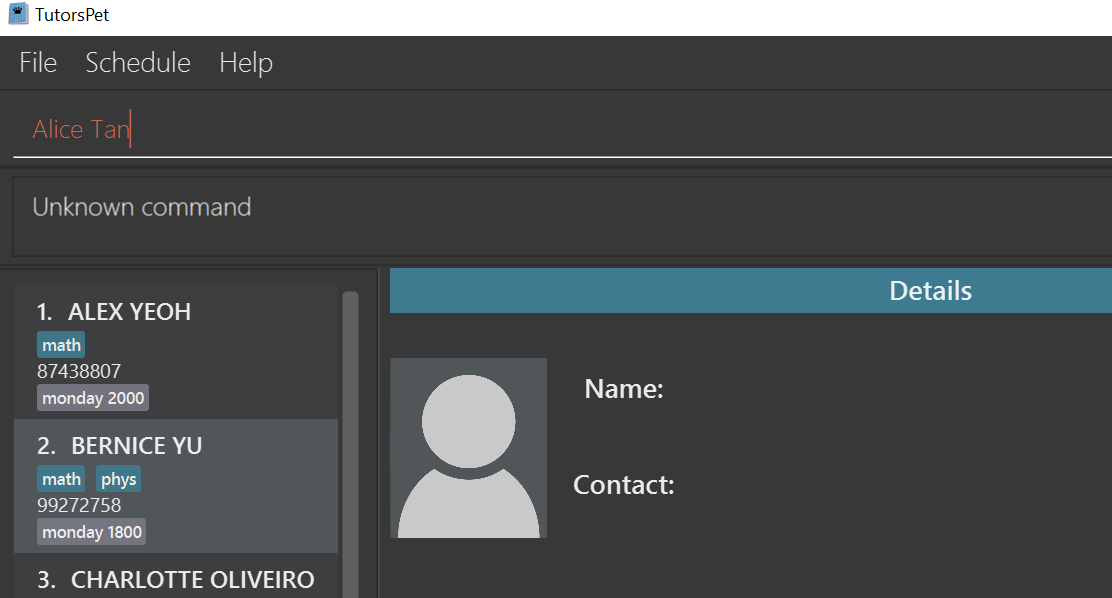 TutorsPet
File Schedule Help
Alice Tan
Unknown command
1. ALEX YEOH
math
87438807
monday 2000
2. BERNICE YU
math phys
99272758
monday 1800
3. CHARLOTTE OLIVEIRO
Details
Name:
Contact: